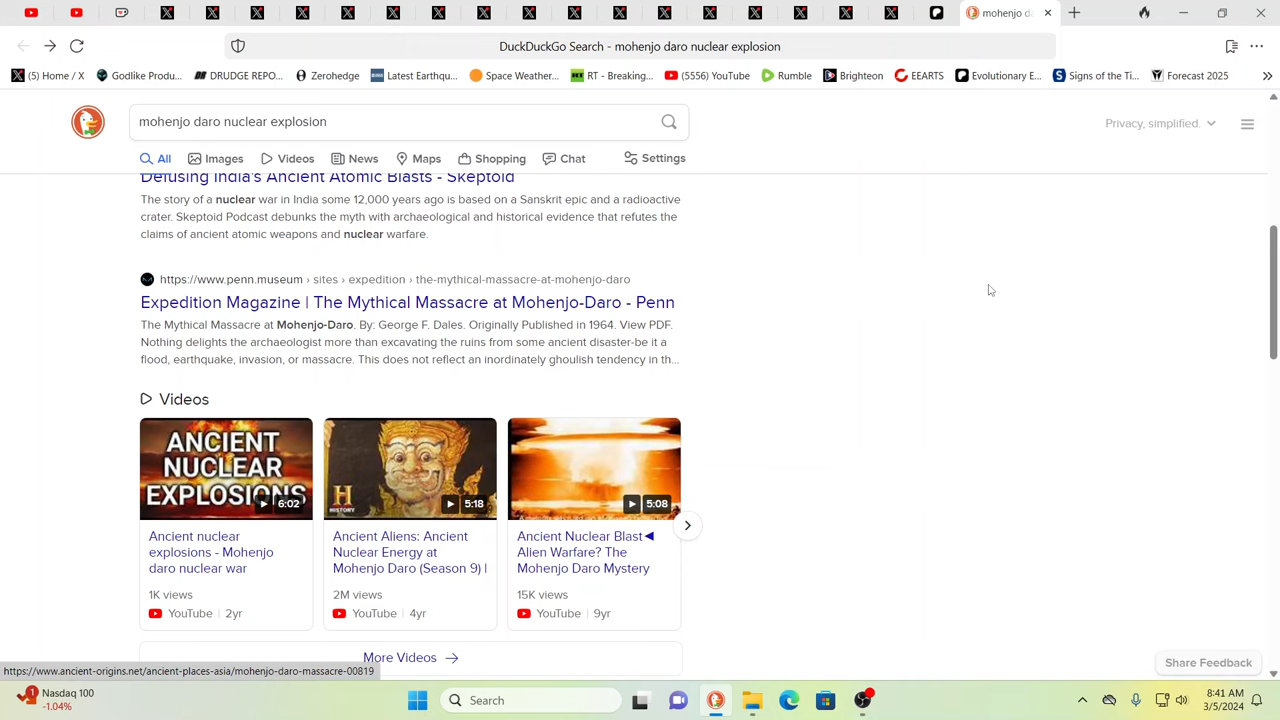 DuckDuckGo Search - mohenjo daro nuclear explosion
(5) Home / X
Godlike Produ...
DRUDGE REPO...
Zerohedge
Latest Earthqu...
Space Weather...
RT - Breaking...
(5556) YouTube
Rumble
Brighteon
EEARTS
Evolutionary E...
Signs of the Ti...
Forecast 2025
mohenjo daro nuclear explosion
Privacy, simplified.
All
Images
Videos
News
Maps
Shopping
Chat
Settings
Defusing India's Ancient Atomic Blasts - Skeptoid
The story of a nuclear war in India some 12,000 years ago is based on a Sanskrit epic and a radioactive
crater. Skeptoid Podcast debunks the myth with archaeological and historical evidence that refutes the
claims of ancient atomic weapons and nuclear warfare.
https://www.penn.museum › sites › expedition › the-mythical-massacre-at-mohenjo-daro
Expedition Magazine | The Mythical Massacre at Mohenjo-Daro - Penn
The Mythical Massacre at Mohenjo-Daro. By: George F. Dales. Originally Published in 1964. View PDF.
Nothing delights the archaeologist more than excavating the ruins from some ancient disaster-be it a
flood, earthquake, invasion, or massacre. This does not reflect an inordinately ghoulish tendency in th...
Videos
ANCIENT
NUCLEAR
EXPLOSIONS
6:02
H
HISTORY
5:18
5:08
Ancient nuclear
explosions - Mohenjo
daro nuclear war
1K views
YouTube | 2yr
Ancient Aliens: Ancient
Nuclear Energy at
Mohenjo Daro (Season 9) |
2M views
YouTube | 4yr
Ancient Nuclear Blast◄
Alien Warfare? The
Mohenjo Daro Mystery
15K views
YouTube | 9yr
More Videos
Share Feedback
https://www.ancient-origins.net/ancient-places-asia/mohenjo-daro-massacre-00819
1
Nasdaq 100
-1.04%
Search
8:41 AM
3/5/2024